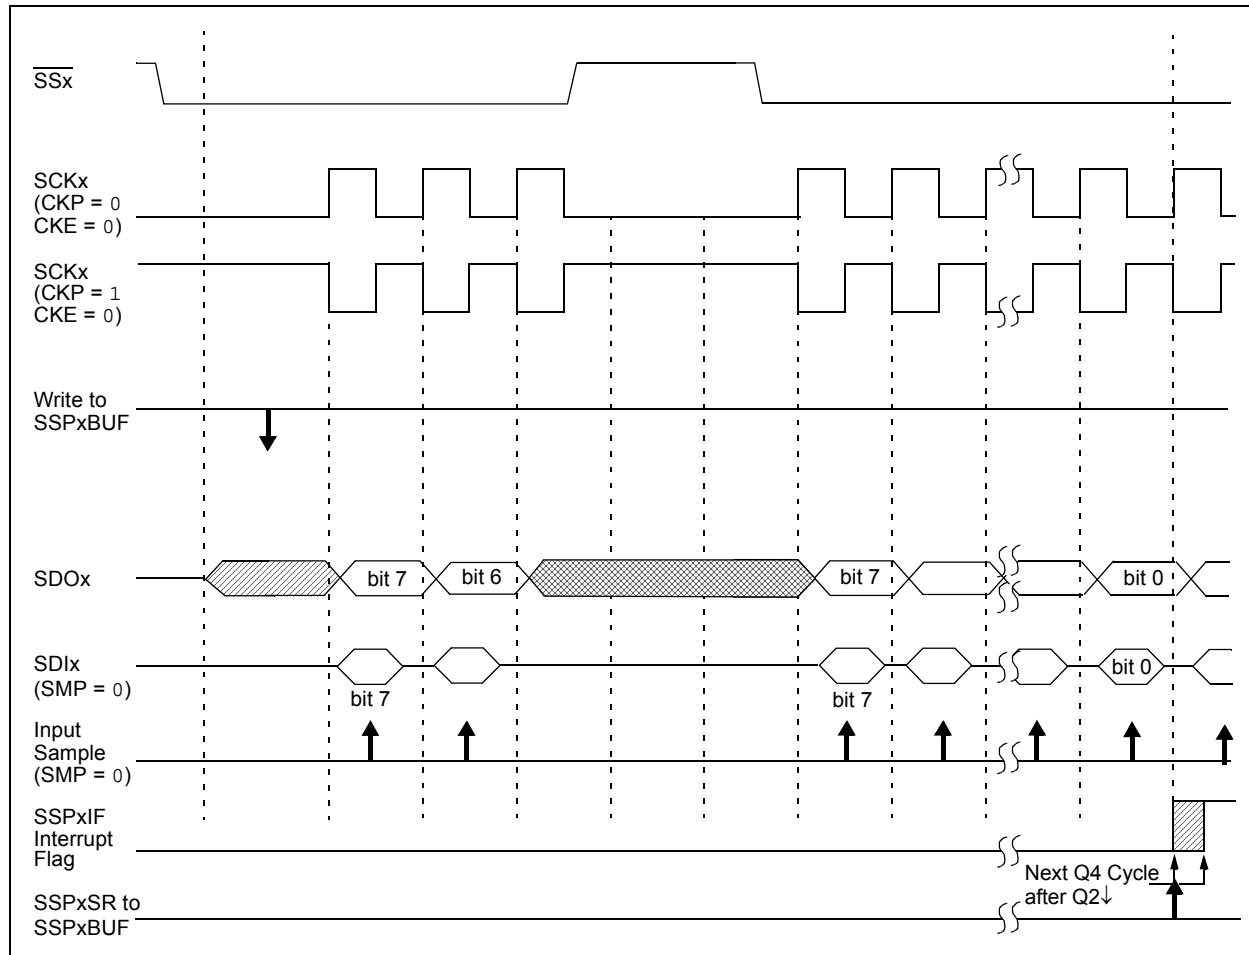 SSx
SCKx
(CKP = 0
CKE = 0)
SCKx
(CKP = 1
CKE = 0)
Write to
SSPxBUF
SDOx
bit 7
bit 6
bit 7
bit 0
SDIx
(SMP = 0)
bit 7
bit 7
bit 0
Input
Sample
(SMP = 0)
SSPxIF
Interrupt
Flag
Next Q4 Cycle
after Q2↓
SSPxSR to
SSPxBUF